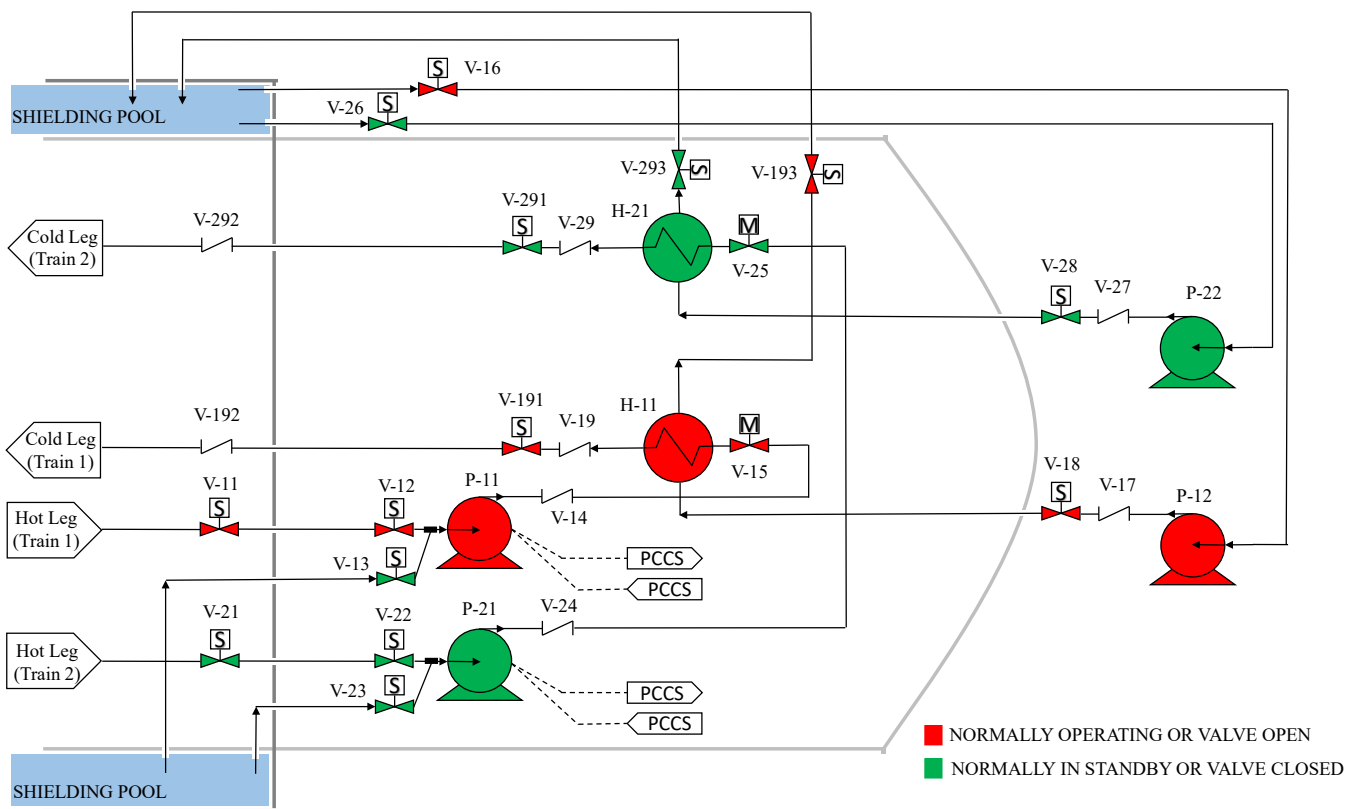 V-16
S
SHIELDING POOL
V-26
S
V-293
S
V-193
S
V-292
V-291
S
V-29
H-21
M
V-25
Cold Leg
(Train 2)
V-28
S
V-27
P-22
V-192
V-191
S
V-19
H-11
M
V-15
Cold Leg
(Train 1)
V-11
S
V-12
S
P-11
V-14
V-18
S
V-17
P-12
Hot Leg
(Train 1)
V-13
S
PCCS
PCCS
V-21
S
V-22
S
P-21
V-24
Hot Leg
(Train 2)
V-23
S
PCCS
PCCS
NORMALLY OPERATING OR VALVE OPEN
NORMALLY IN STANDBY OR VALVE CLOSED
SHIELDING POOL